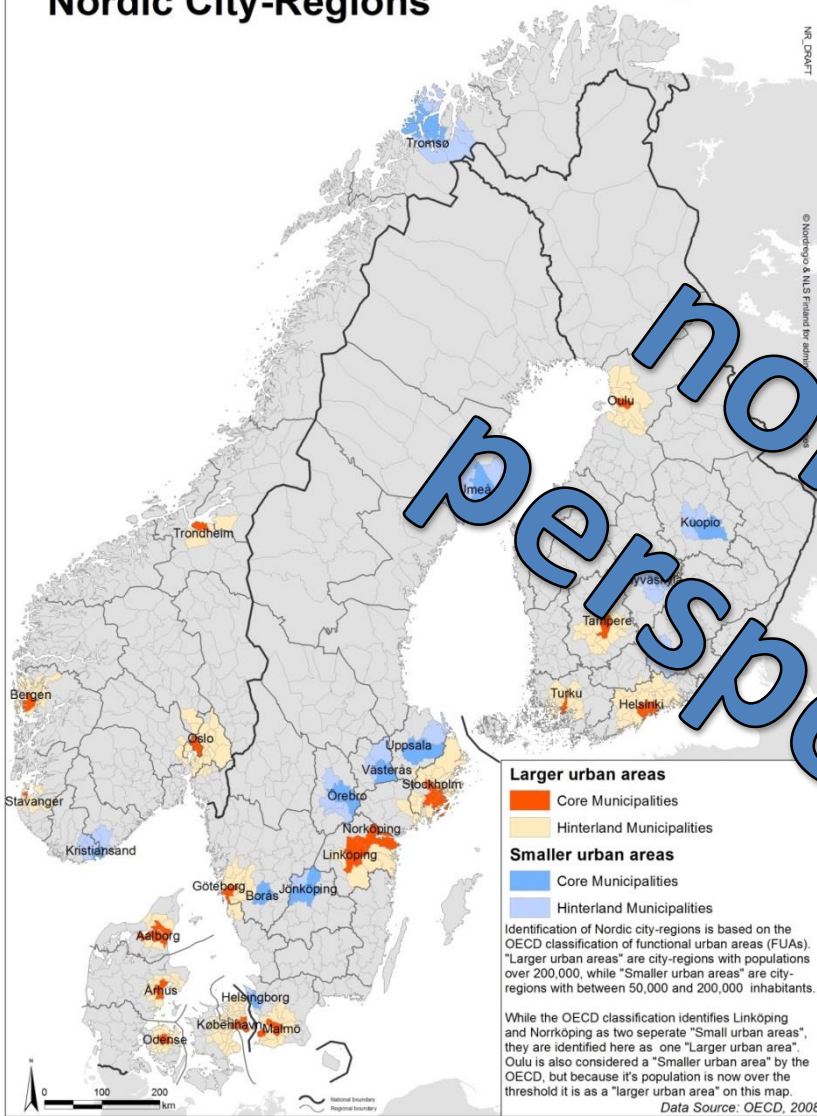 Nordic City-Regions
NR_DRAFT
Tromsø
© Nordregio & NLS Finland for
Oulu
Umeå
Kuopio
Trondheim
Tampere
Bergen
Turku
Helsinki
Oslo
Uppsala
Västerås
Stockholm
Örebro
Stavanger
Norköping
Linköping
Kristiansand
Göteborg
Borås
Jönköping
Aalborg
Århus
Helsingborg
København
Malmö
Odense
Larger urban areas
Core Municipalities
Hinterland Municipalities
Smaller urban areas
Core Municipalities
Hinterland Municipalities
Identification of Nordic city-regions is based on the
OECD classification of functional urban areas (FUAs).
"Larger urban areas" are city-regions with populations
over 200,000, while "Smaller urban areas" are city-
regions with between 50,000 and 200,000 inhabitants.
While the OECD classification identifies Linköping
and Norrköping as two seperate "Small urban areas",
they are identified here as one "Larger urban area".
Oulu is also considered a "Smaller urban area" by the
OECD, but because it's population is now over the
threshold it is as a "larger urban area" on this map.
Data Source: OECD, 2008
N
0 100 200
km
National boundary
Regional boundary